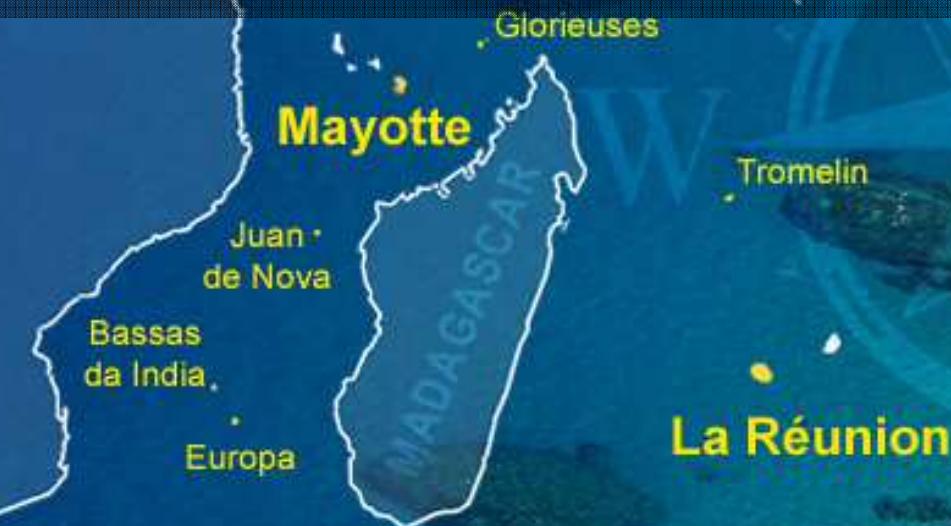 Glorieuses
Mayotte
W
Tromelin
MADAGASCAR
Juan
de Nova
Bassas
da India
Europa
La Réunion